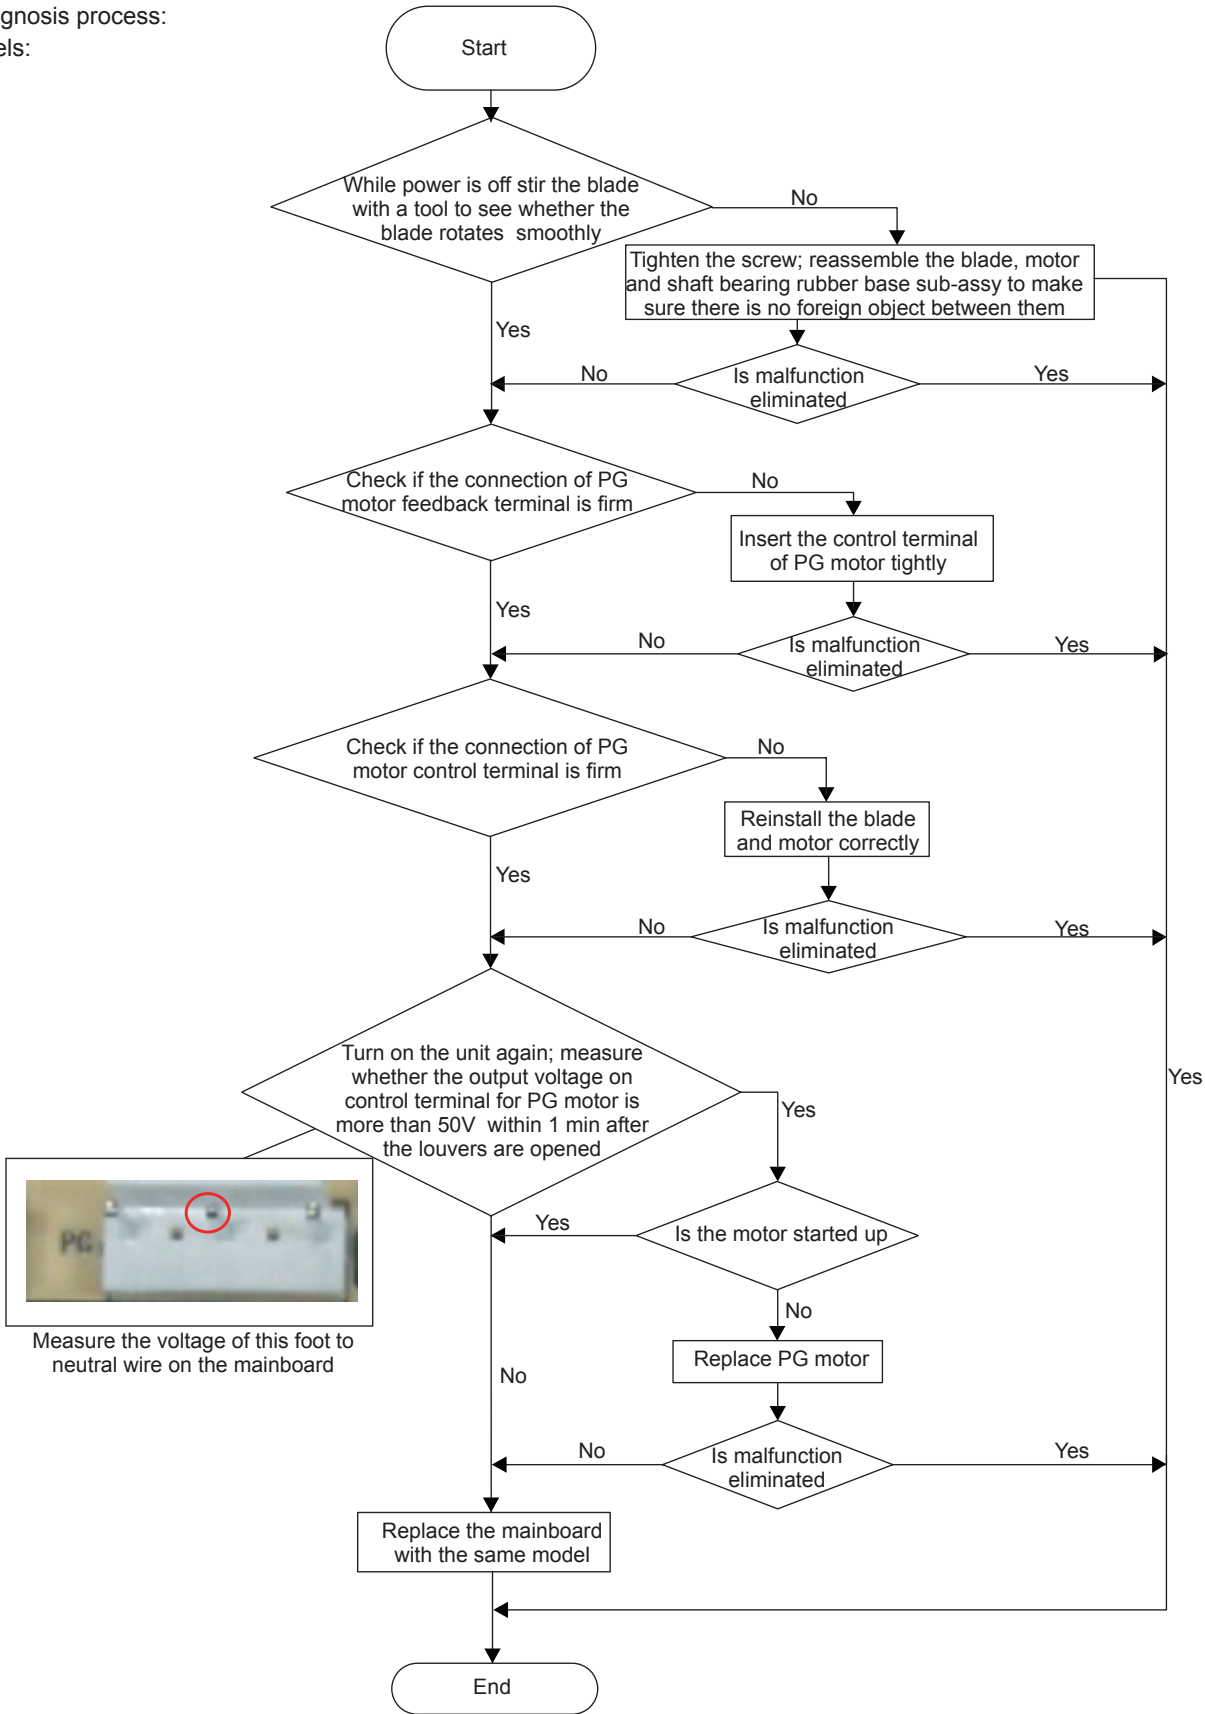 gnosis process:
els:
Start
While power is off stir the blade
with a tool to see whether the
blade rotates smoothly
No
Tighten the screw; reassemble the blade, motor
and shaft bearing rubber base sub-assy to make
sure there is no foreign object between them
Yes
No
Is malfunction
eliminated
Yes
Check if the connection of PG
motor feedback terminal is firm
No
Insert the control terminal
of PG motor tightly
Yes
No
Is malfunction
eliminated
Yes
Check if the connection of PG
motor control terminal is firm
No
Reinstall the blade
and motor correctly
Yes
No
Is malfunction
eliminated
Yes
Turn on the unit again; measure
whether the output voltage on
control terminal for PG motor is
more than 50V within 1 min after
the louvers are opened
Yes
Yes
PG
Yes
Is the motor started up
Measure the voltage of this foot to
neutral wire on the mainboard
No
No
Replace PG motor
No
Is malfunction
eliminated
Yes
Replace the mainboard
with the same model
End